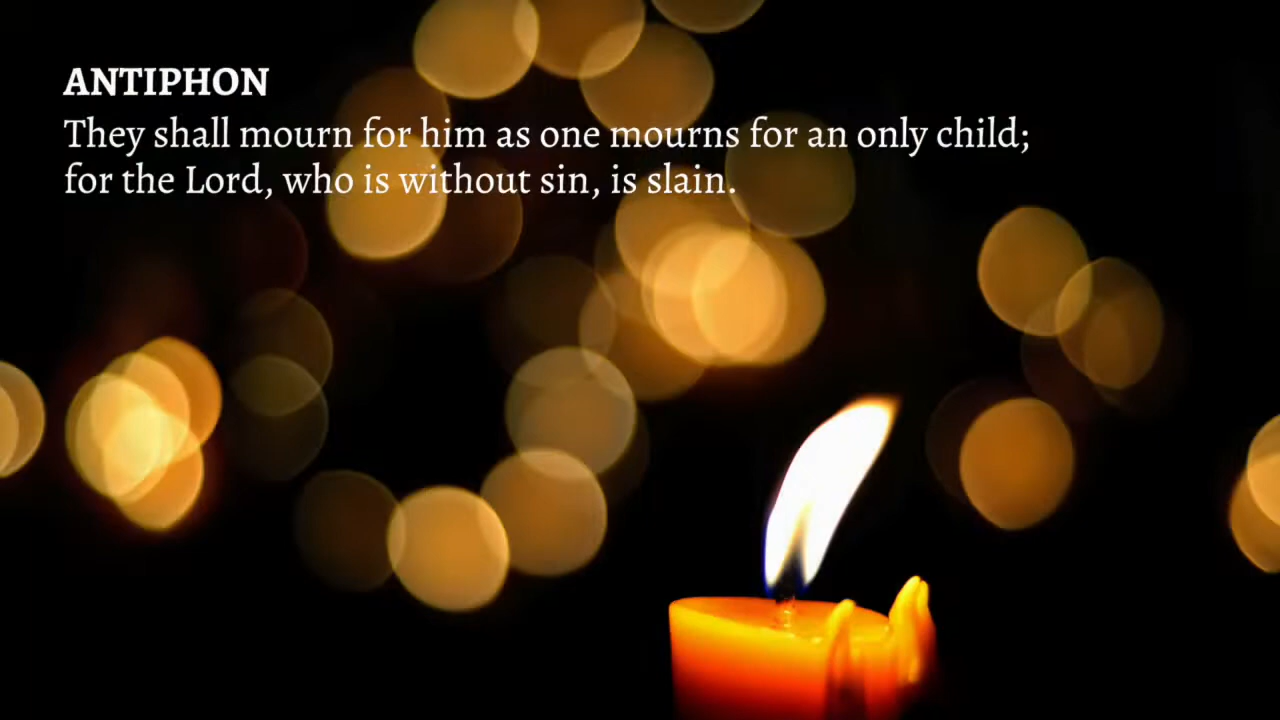 ANTIPHON
They shall mourn for him as one mourns for an only child;
for the Lord, who is without sin, is slain.